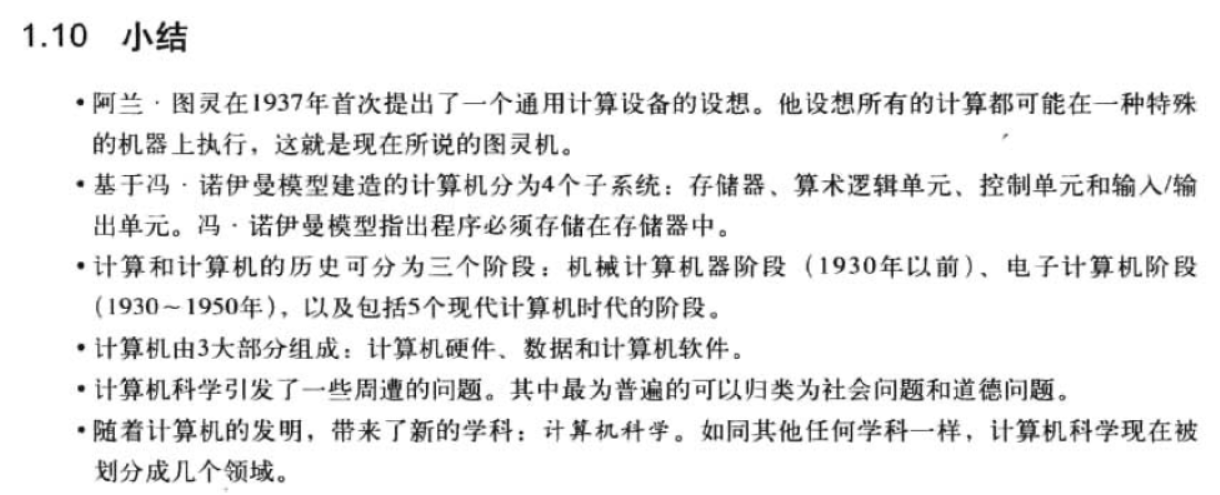 1.10 小结
•阿兰·图灵在1937年首次提出了一个通用计算设备的设想。他设想所有的计算都可能在一种特殊
的机器上执行，这就是现在所说的图灵机。
•基于冯·诺伊曼模型建造的计算机分为4个子系统：存储器、算术逻辑单元、控制单元和输入/输
出单元。冯·诺伊曼模型指出程序必须存储在存储器中。
•计算和计算机的历史可分为三个阶段：机械计算机器阶段（1930年以前）、电子计算机阶段
（1930～1950年），以及包括5个现代计算机时代的阶段。
•计算机由3大部分组成：计算机硬件、数据和计算机软件。
•计算机科学引发了一些周遭的问题。其中最为普遍的可以归类为社会问题和道德问题。
•随着计算机的发明，带来了新的学科：计算机科学。如同其他任何学科一样，计算机科学现在被
划分成几个领域。